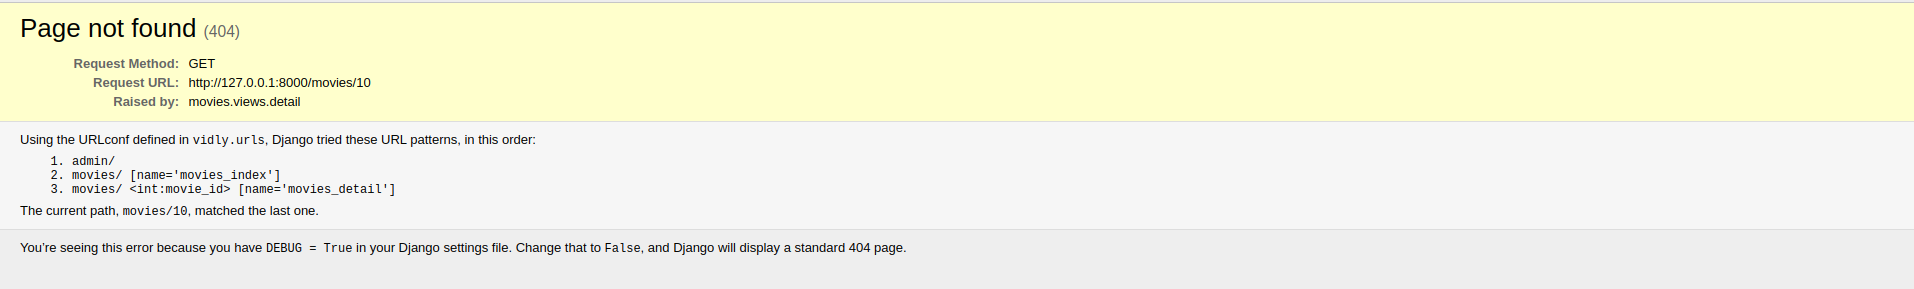 Page not found (404)
Request Method: GET
Request URL: http://127.0.0.1:8000/movies/10
Raised by: movies.views.detail
Using the URLconf defined in vidly.urls, Django tried these URL patterns, in this order:
1. admin/
2. movies/ [name='movies_index']
3. movies/ <int:movie_id> [name='movies_detail']
The current path, movies/10, matched the last one.
You’re seeing this error because you have DEBUG = True in your Django settings file. Change that to False, and Django will display a standard 404 page.